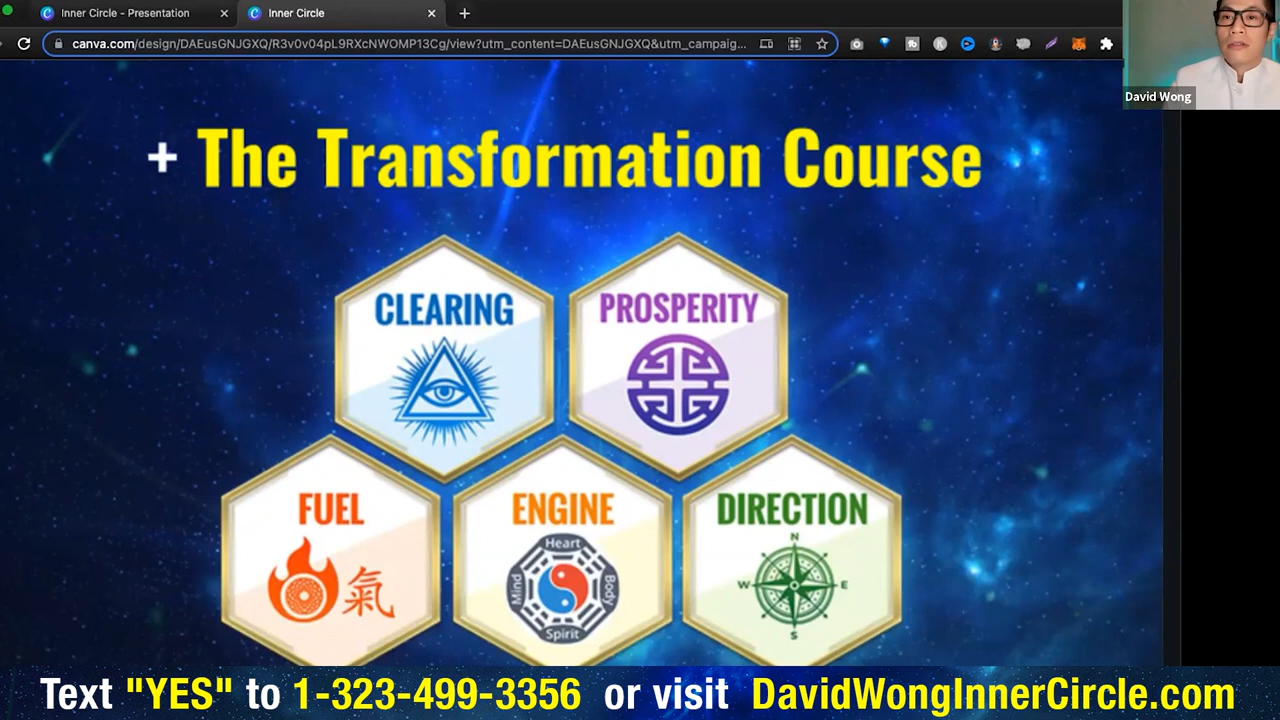 Inner Circle - Presentation
Inner Circle
canva.com/design/DAEusGNJGXQ/R3v0v04pL9RXcNWOMP13Cg/view?utm_content=DAEusGNJGXQ&utm_campaig...
David Wong
+ The Transformation Course
CLEARING
PROSPERITY
FUEL
氣
ENGINE
Heart
Mind
Body
Spirit
DIRECTION
N
W
E
S
Text "YES" to 1-323-499-3356 or visit DavidWongInnerCircle.com